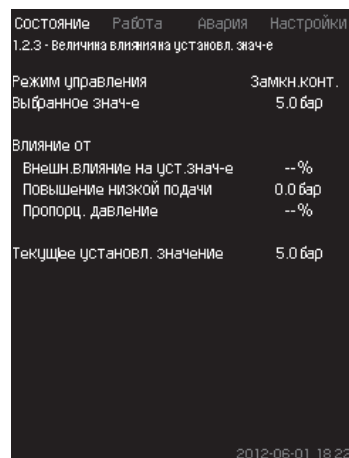 Состояние Работа Авария Настройки
1.2.3 - Величина влияния на установл. знач-е
Режим управления Замкн.конт.
Выбранное знач-е 5.0 бар
Влияние от
Внешн.влияние на уст.знач-е --%
Повышение низкой подачи 0.0 бар
Пропорц. давление --%
Текущее установл. значение 5.0 бар
2012-06-01 18:22